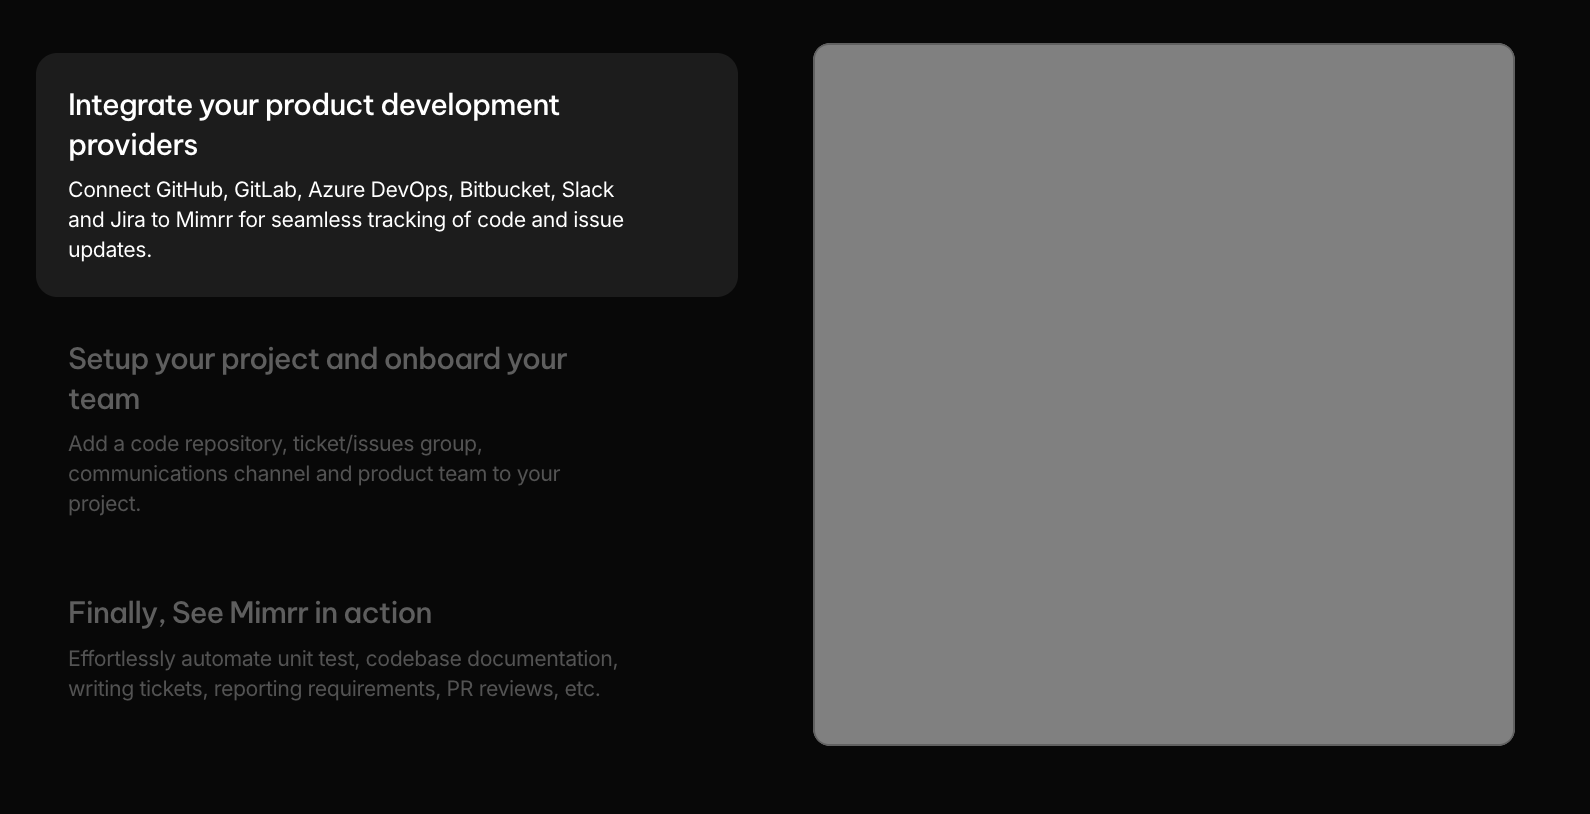 Integrate your product development
providers
Connect GitHub, GitLab, Azure DevOps, Bitbucket, Slack
and Jira to Mimrr for seamless tracking of code and issue
updates.
Setup your project and onboard your
team
Add a code repository, ticket/issues group,
communications channel and product team to your
project.
Finally, See Mimrr in action
Effortlessly automate unit test, codebase documentation,
writing tickets, reporting requirements, PR reviews, etc.